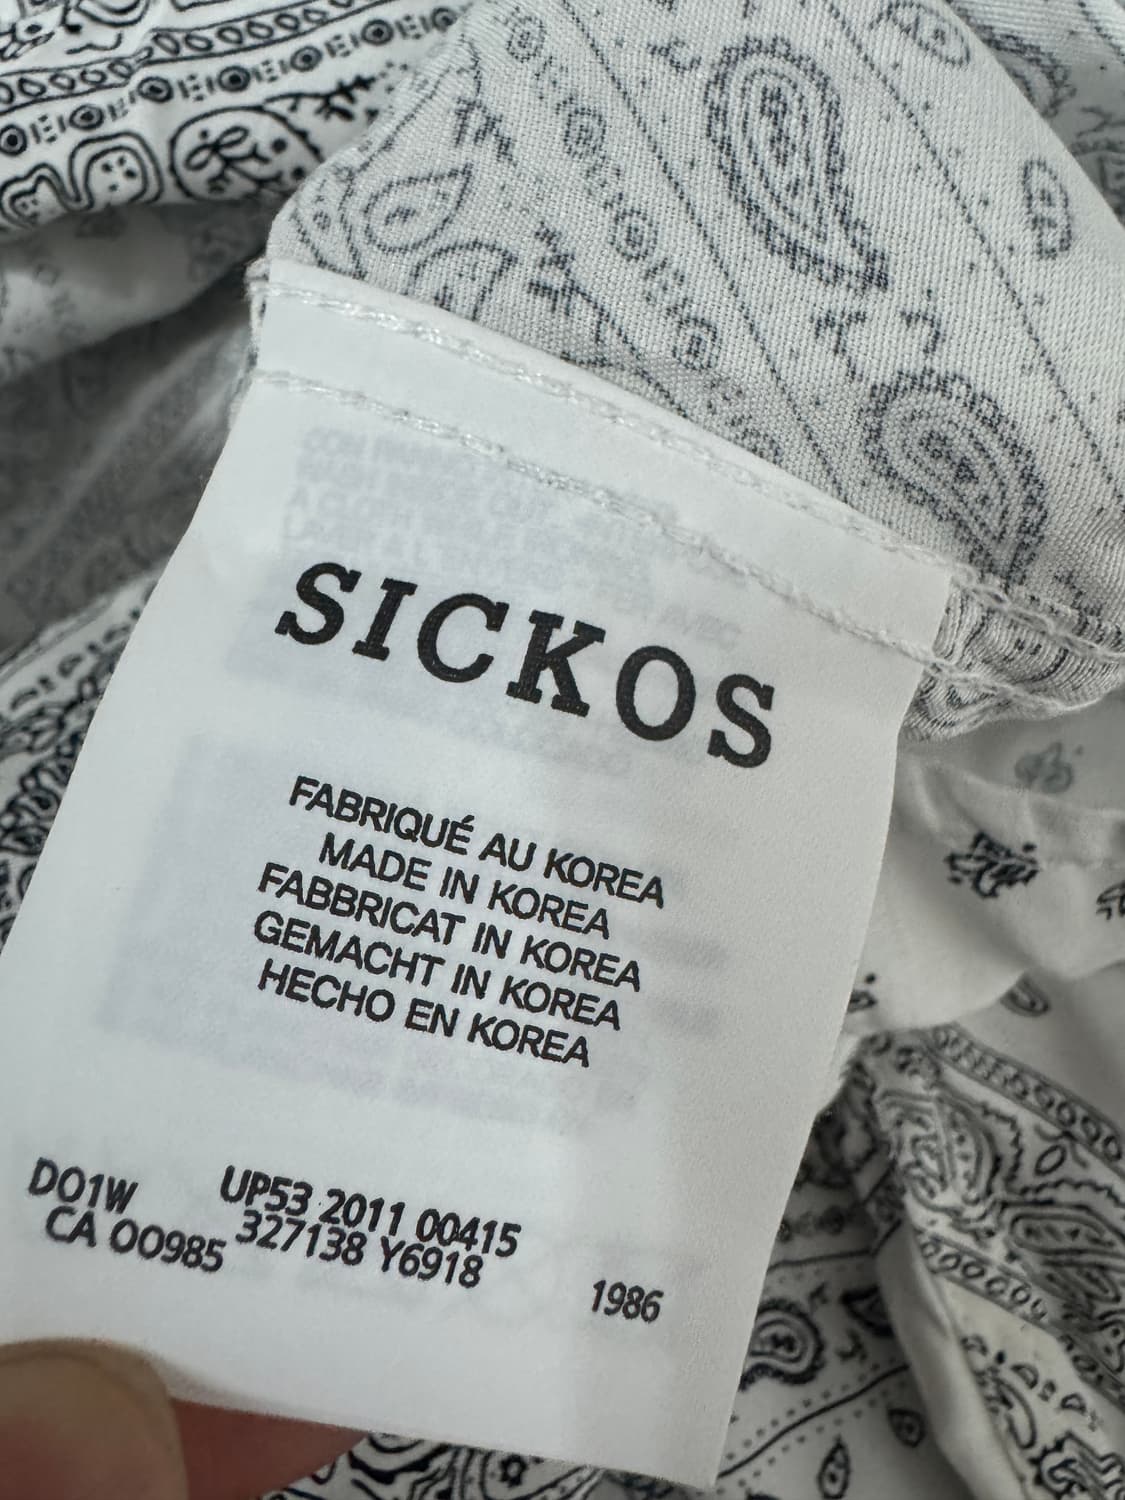 SICKOS
FABRIQUÉ AU KOREA
MADE IN KOREA
FABBRICAT IN KOREA
GEMACHT IN KOREA
HECHO EN KOREA
DO1W UP53 2011 00415
CA 00985 327138 Y6918
1986